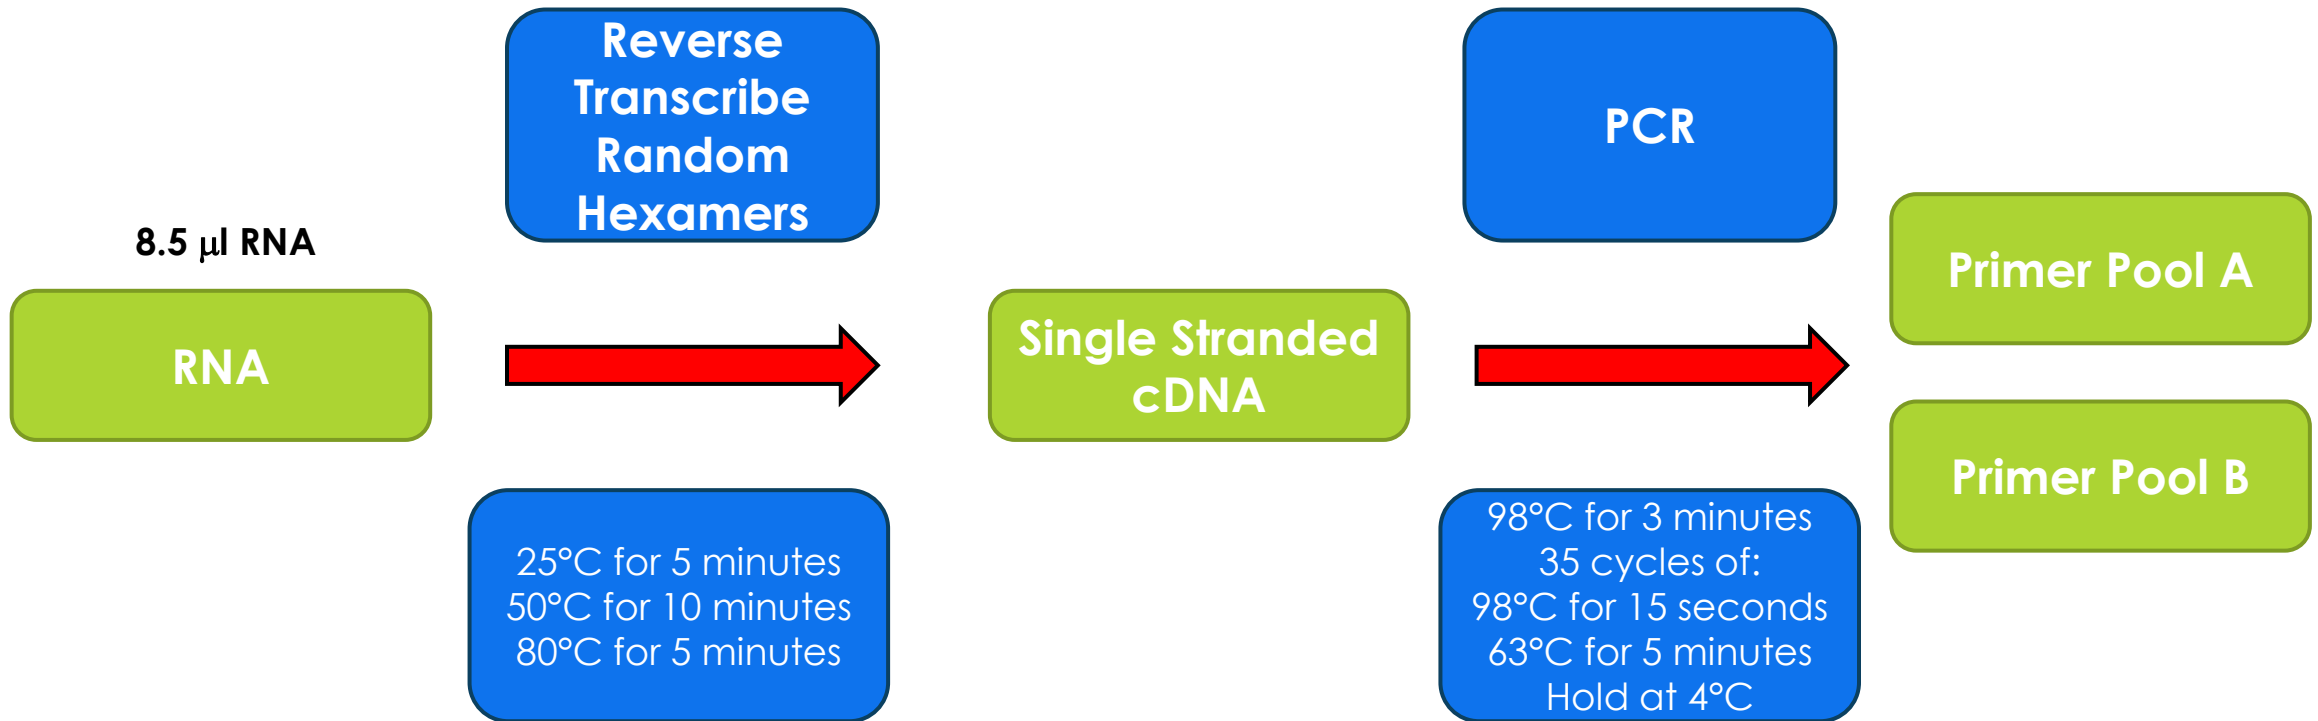 8.5 µl RNA
RNA
Reverse
Transcribe
Random
Hexamers
25°C for 5 minutes
50°C for 10 minutes
80°C for 5 minutes
Single Stranded
cDNA
PCR
98°C for 3 minutes
35 cycles of:
98°C for 15 seconds
63°C for 5 minutes
Hold at 4°C
Primer Pool A
Primer Pool B